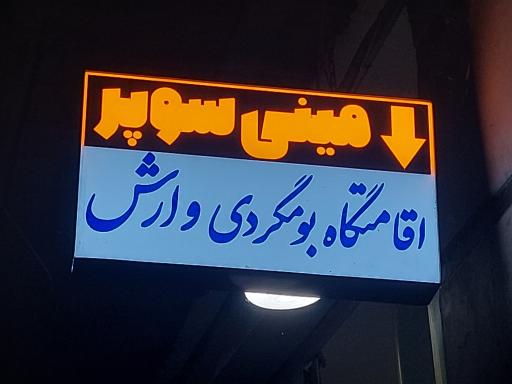 مینی سوپر
اقامتگاه بومگردی وارش